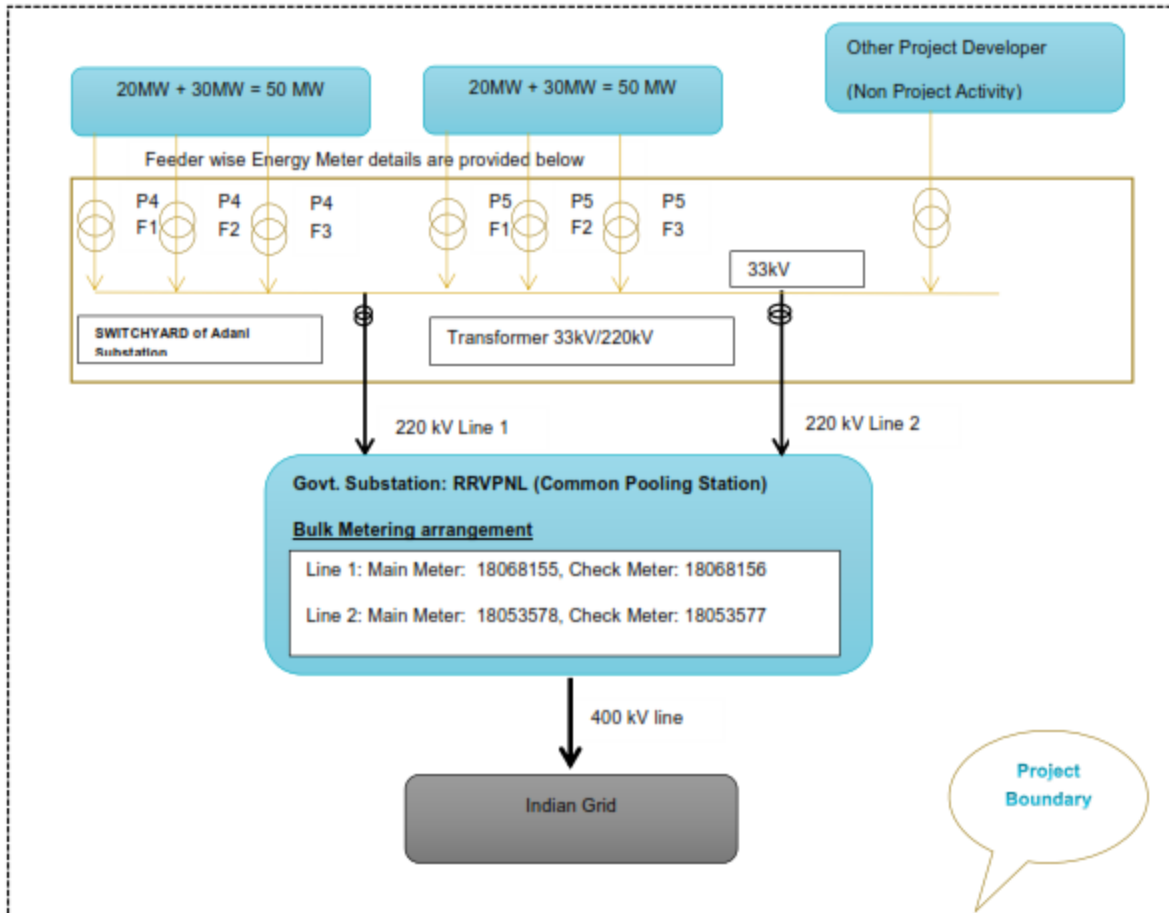 20MW + 30MW = 50 MW
20MW + 30MW = 50 MW
Other Project Developer
(Non Project Activity)
Feeder wise Energy Meter details are provided below
P4
F1
P4
F2
P4
F3
P5
F1
P5
F2
P5
F3
33kV
SWITCHYARD of Adani
Substation
Transformer 33kV/220kV
220 kV Line 1
220 kV Line 2
Govt. Substation: RRVPNL (Common Pooling Station)
Bulk Metering arrangement
Line 1: Main Meter: 18068155, Check Meter: 18068156
Line 2: Main Meter: 18053578, Check Meter: 18053577
400 kV line
Indian Grid
Project
Boundary